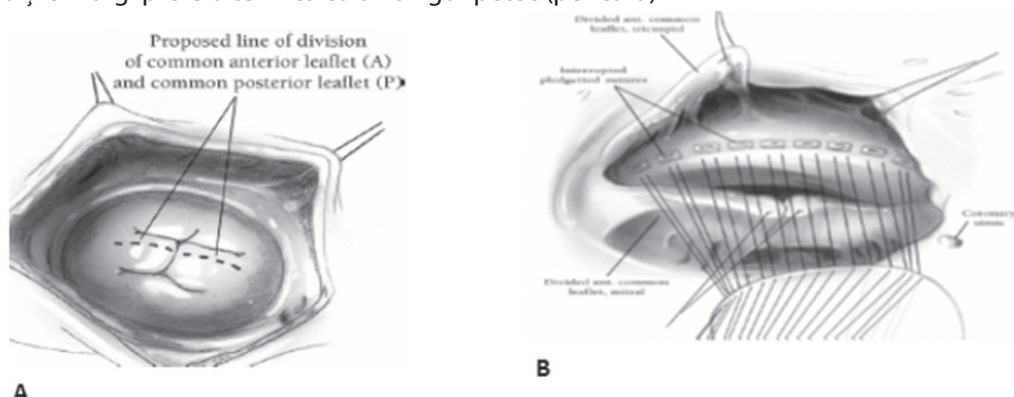 Proposed line of division
of common anterior leaflet (A)
and common posterior leaflet (P)
A
Divided ant. common
leaflet, tricuspid
Interrupted
pledgetted sutures
Coronary
sinus
Divided ant. common
leaflet, mitral
B